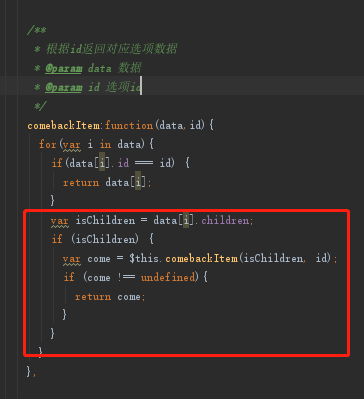 /**
* 根据id返回对应选项数据
* @param data 数据
* @param id 选项id
*/
comebackItem:function(data,id){
for(var i in data){
if(data[i].id === id) {
return data[i];
}
var isChildren = data[i].children;
if (isChildren) {
var come = $this.comebackItem(isChildren, id);
if (come !== undefined){
return come;
}
}
}
},